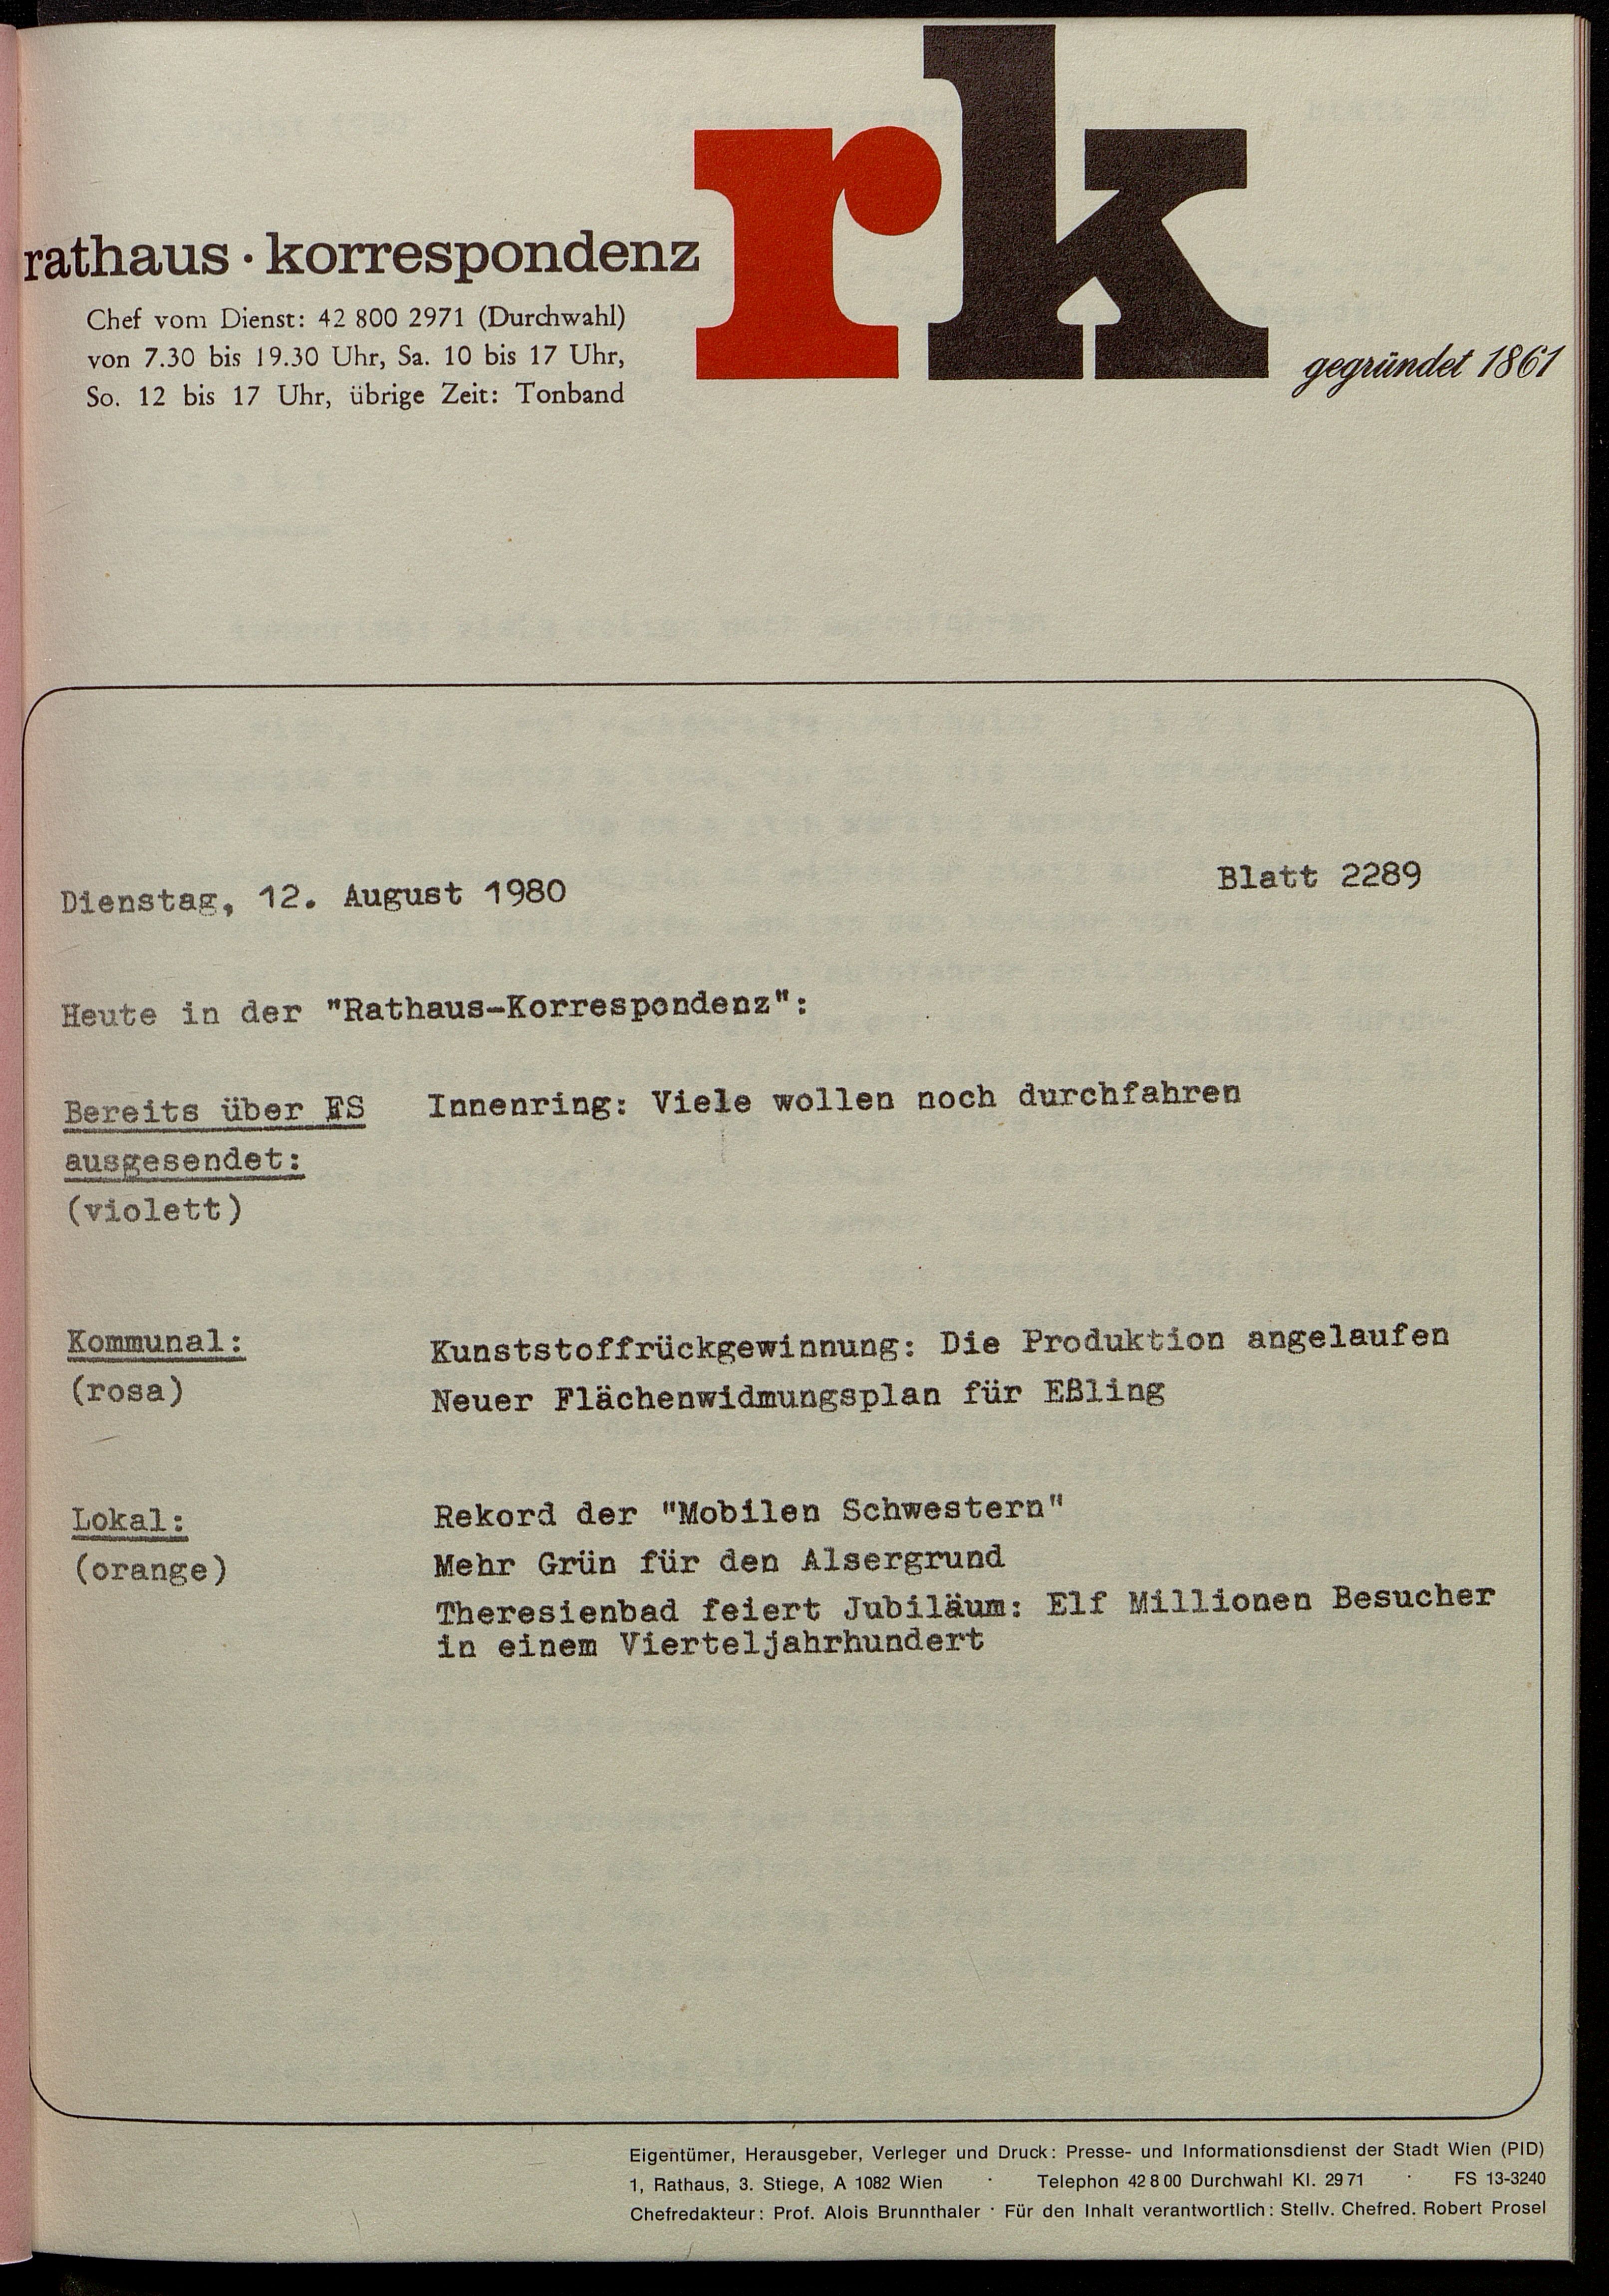 rk
rathaus · korrespondenz
Chef vom Dienst: 42 800 2971 (Durchwahl)
von 7.30 bis 19.30 Uhr, Sa. 10 bis 17 Uhr,
So. 12 bis 17 Uhr, übrige Zeit: Tonband
gegründet 1861
Dienstag, 12. August 1980 Blatt 2289
Heute in der "Rathaus-Korrespondenz":
Bereits über FS Innenring: Viele wollen noch durchfahren
ausgesendet:
(violett)
Kommunal: Kunststoffrückgewinnung: Die Produktion angelaufen
(rosa) Neuer Flächenwidmungsplan für Eßling
Lokal: Rekord der "Mobilen Schwestern"
(orange) Mehr Grün für den Alsergrund
Theresienbad feiert Jubiläum: Elf Millionen Besucher
in einem Vierteljahrhundert
Eigentümer, Herausgeber, Verleger und Druck: Presse- und Informationsdienst der Stadt Wien (PID)
1, Rathaus, 3. Stiege, A 1082 Wien · Telephon 42 8 00 Durchwahl Kl. 29 71 · FS 13-3240
Chefredakteur: Prof. Alois Brunnthaler · Für den Inhalt verantwortlich: Stellv. Chefred. Robert Prosel